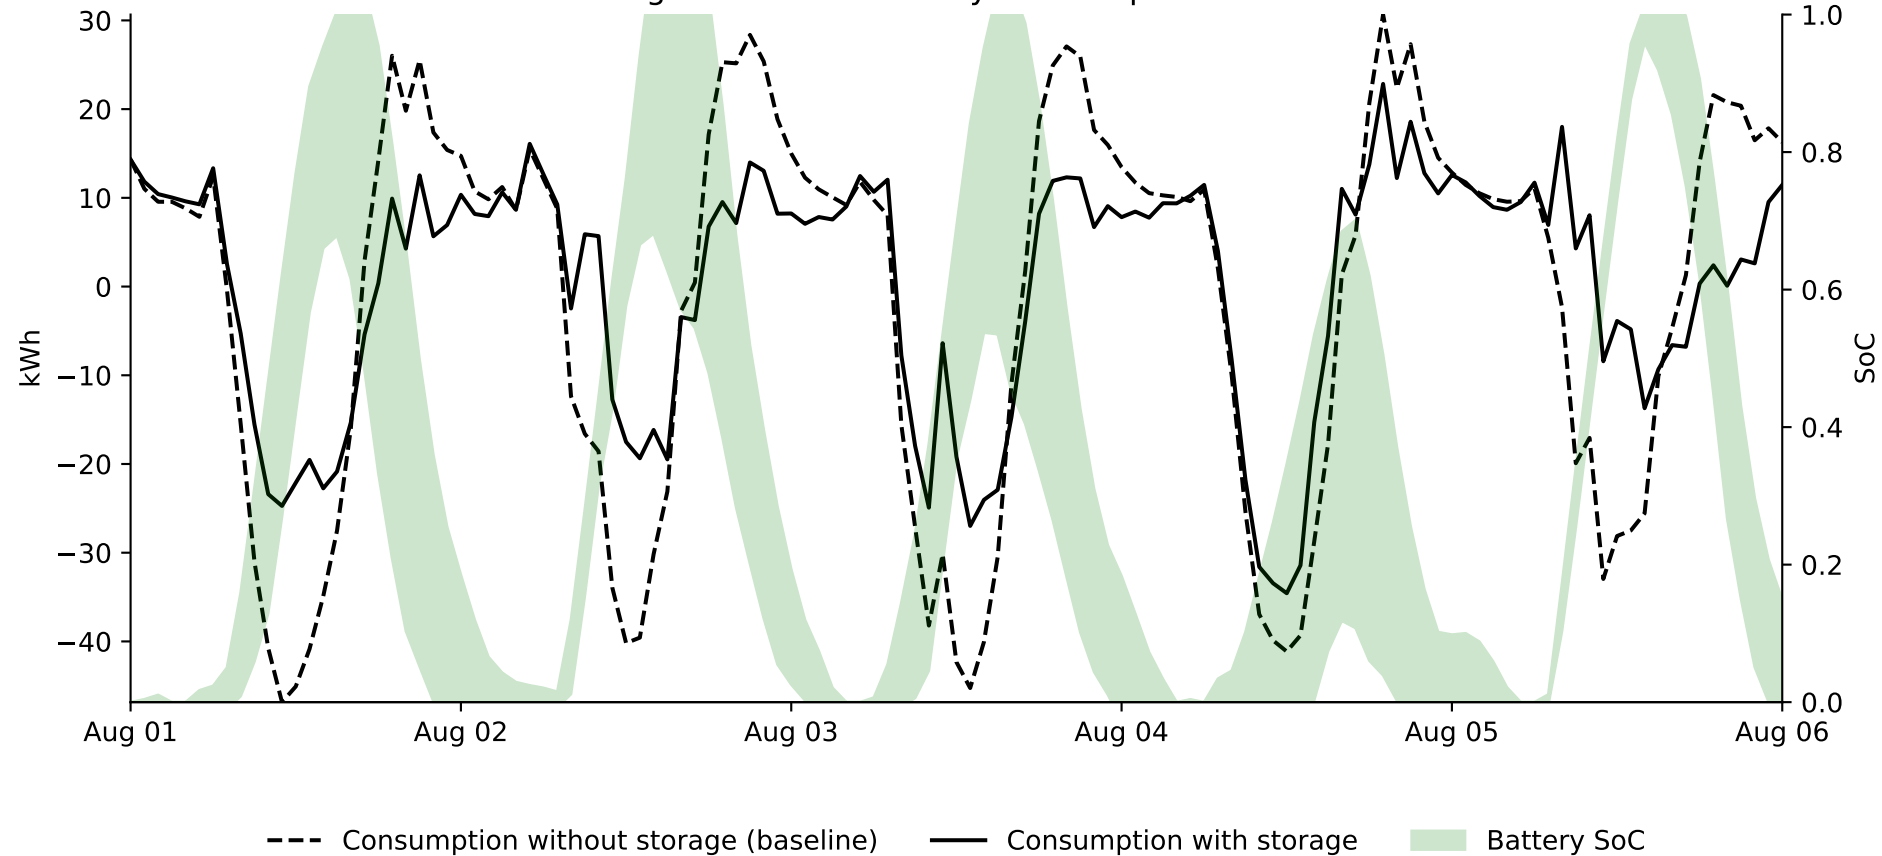 30
20
10
0
−10
−20
−30
−40
kWh
1.0
0.8
0.6
0.4
0.2
0.0
SoC
Aug 01
Aug 02
Aug 03
Aug 04
Aug 05
Aug 06
Consumption without storage (baseline)
Consumption with storage
Battery SoC